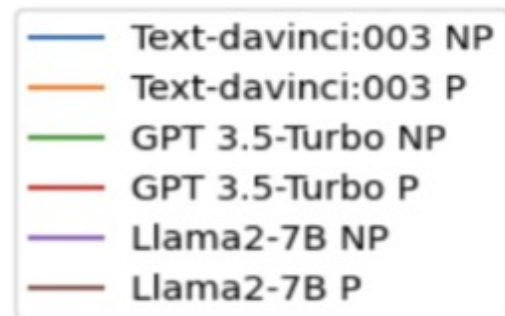 Text-davinci:003 NP
Text-davinci:003 P
GPT 3.5-Turbo NP
GPT 3.5-Turbo P
Llama2-7B NP
Llama2-7B P